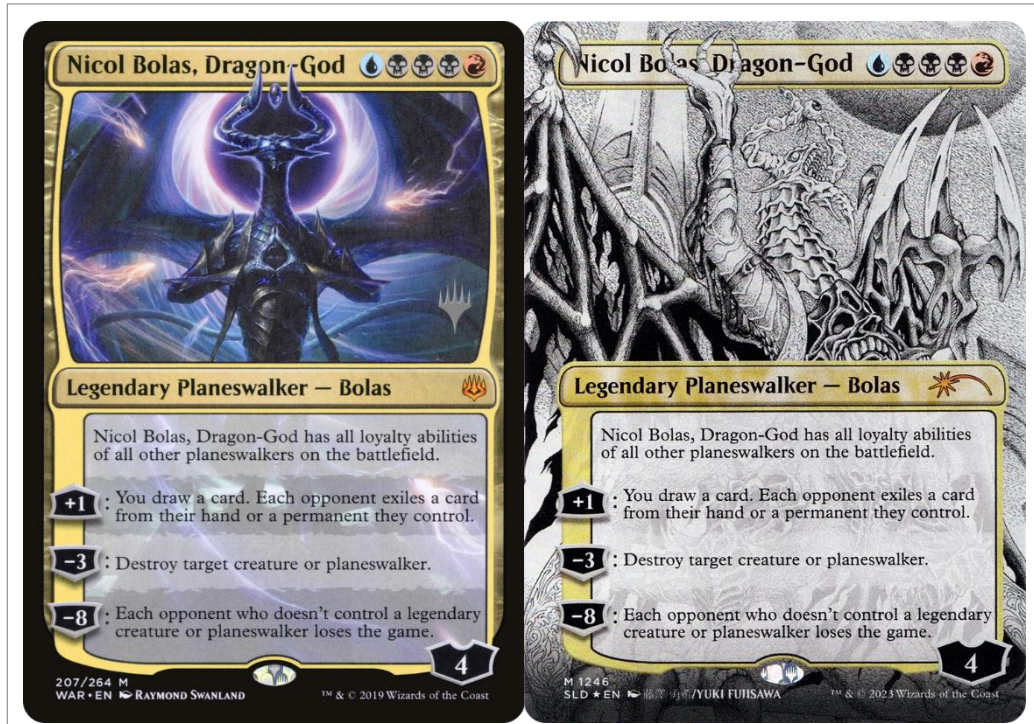 Nicol Bolas, Dragon-God
Legendary Planeswalker — Bolas
Nicol Bolas, Dragon-God has all loyalty abilities
of all other planeswalkers on the battlefield.
+1 : You draw a card. Each opponent exiles a card
from their hand or a permanent they control.
−3 : Destroy target creature or planeswalker.
−8 : Each opponent who doesn't control a legendary
creature or planeswalker loses the game.
4
207/264 M
WAR • EN Raymond Swanland
™ & © 2019 Wizards of the Coast
Nicol Bolas, Dragon-God
Legendary Planeswalker — Bolas
Nicol Bolas, Dragon-God has all loyalty abilities
of all other planeswalkers on the battlefield.
+1 : You draw a card. Each opponent exiles a card
from their hand or a permanent they control.
−3 : Destroy target creature or planeswalker.
−8 : Each opponent who doesn't control a legendary
creature or planeswalker loses the game.
4
M 1246
SLD ★ EN /YUKI FUJISAWA
™ & © 2023 Wizards of the Coast